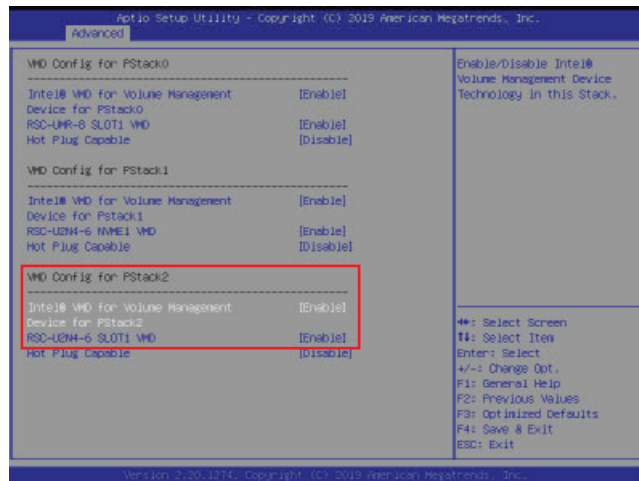 Aptio Setup Utility - Copyright (C) 2019 American Megatrends, Inc.
Advanced
VMD Config for PStack0
Intel® VMD for Volume Management [Enable]
Device for PStack0
RSC-UMR-8 SLOT1 VMD [Enable]
Hot Plug Capable [Disable]
VMD Config for PStack1
Intel® VMD for Volume Management [Enable]
Device for Pstack1
RSC-U2N4-6 NVME1 VMD [Enable]
Hot Plug Capable [Disable]
VMD Config for PStack2
Intel® VMD for Volume Management [Enable]
Device for PStack2
RSC-U2N4-6 SLOT1 VMD [Enable]
Hot Plug Capable [Disable]
Enable/Disable Intel®
Volume Management Device
Technology in this Stack.
↔: Select Screen
↑↓: Select Item
Enter: Select
+/-: Change Opt.
F1: General Help
F2: Previous Values
F3: Optimized Defaults
F4: Save & Exit
ESC: Exit
Version 2.20.1274. Copyright (C) 2019 American Megatrends, Inc.